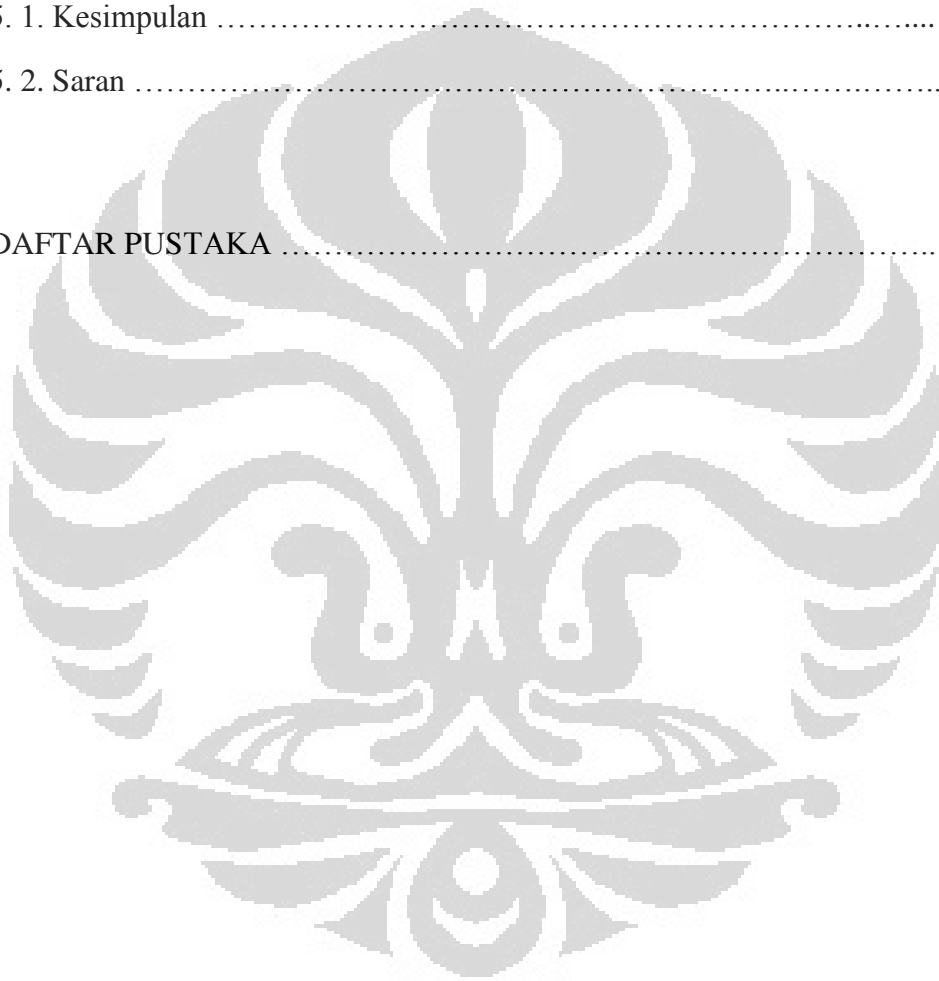 5. 1. Kesimpulan ……………………………………………………..…....
5. 2. Saran …………………………………………………….…………..
DAFTAR PUSTAKA ……………………………………………………..